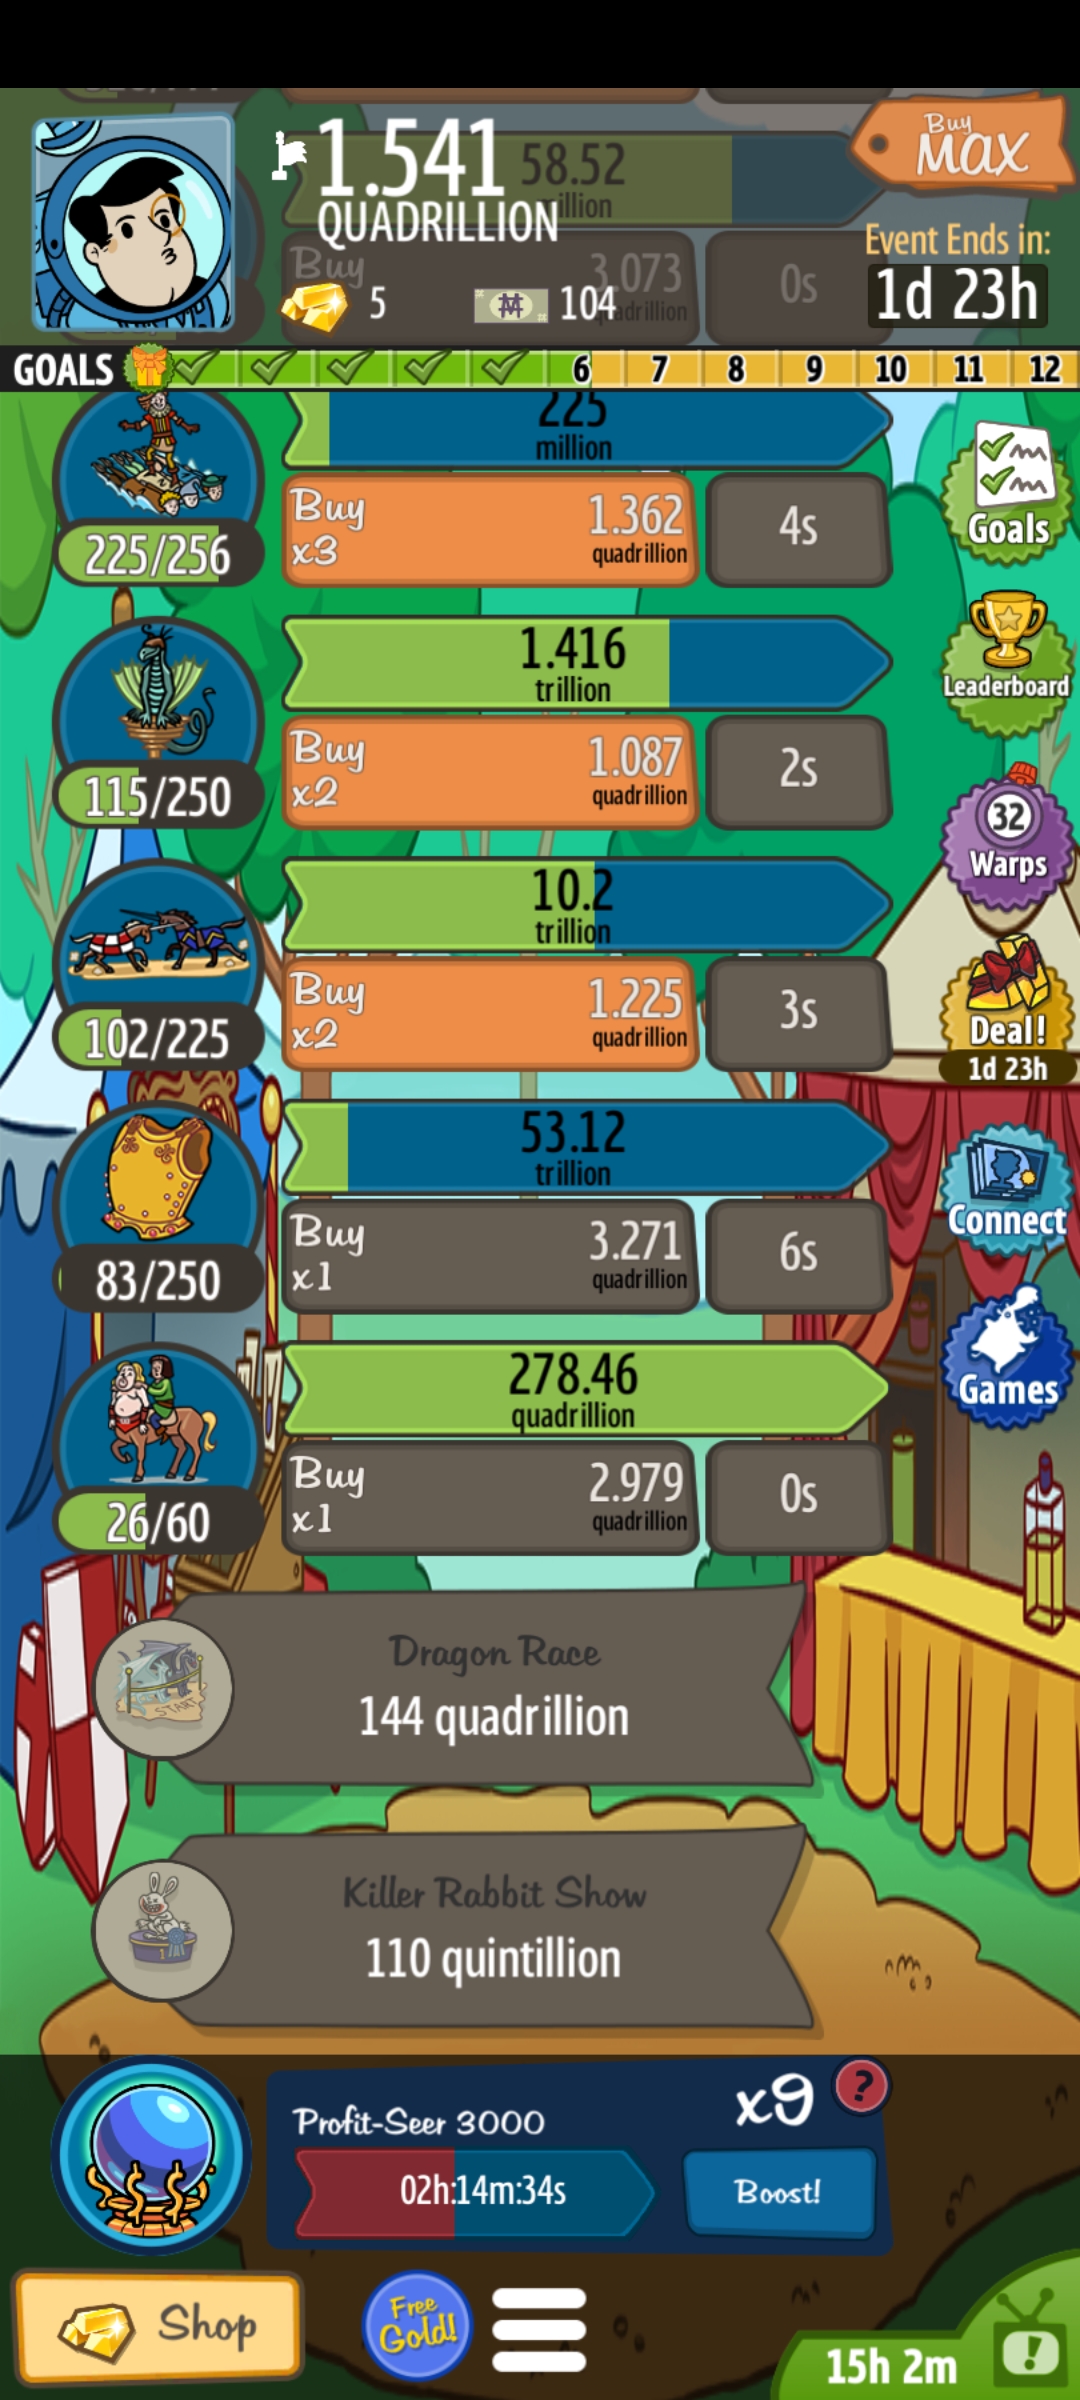 1.541
QUADRILLION
58.52
Buy
MAX
Buy
3.073
quadrillion
0s
5
104
Event Ends in:
1d 23h
GOALS
6 7 8 9 10 11 12
225
million
Buy
x3
1.362
quadrillion
4s
225/256
Goals
1.416
trillion
Buy
x2
1.087
quadrillion
2s
115/250
Leaderboard
32
Warps
10.2
trillion
Buy
x2
1.225
quadrillion
3s
102/225
Deal!
1d 23h
53.12
trillion
Buy
x1
3.271
quadrillion
6s
83/250
Connect
278.46
quadrillion
Buy
x1
2.979
quadrillion
0s
26/60
Games
Dragon Race
144 quadrillion
START
Killer Rabbit Show
110 quintillion
1
Profit-Seer 3000
x9
?
02h:14m:34s
Boost!
Shop
Free
Gold!
15h 2m
!